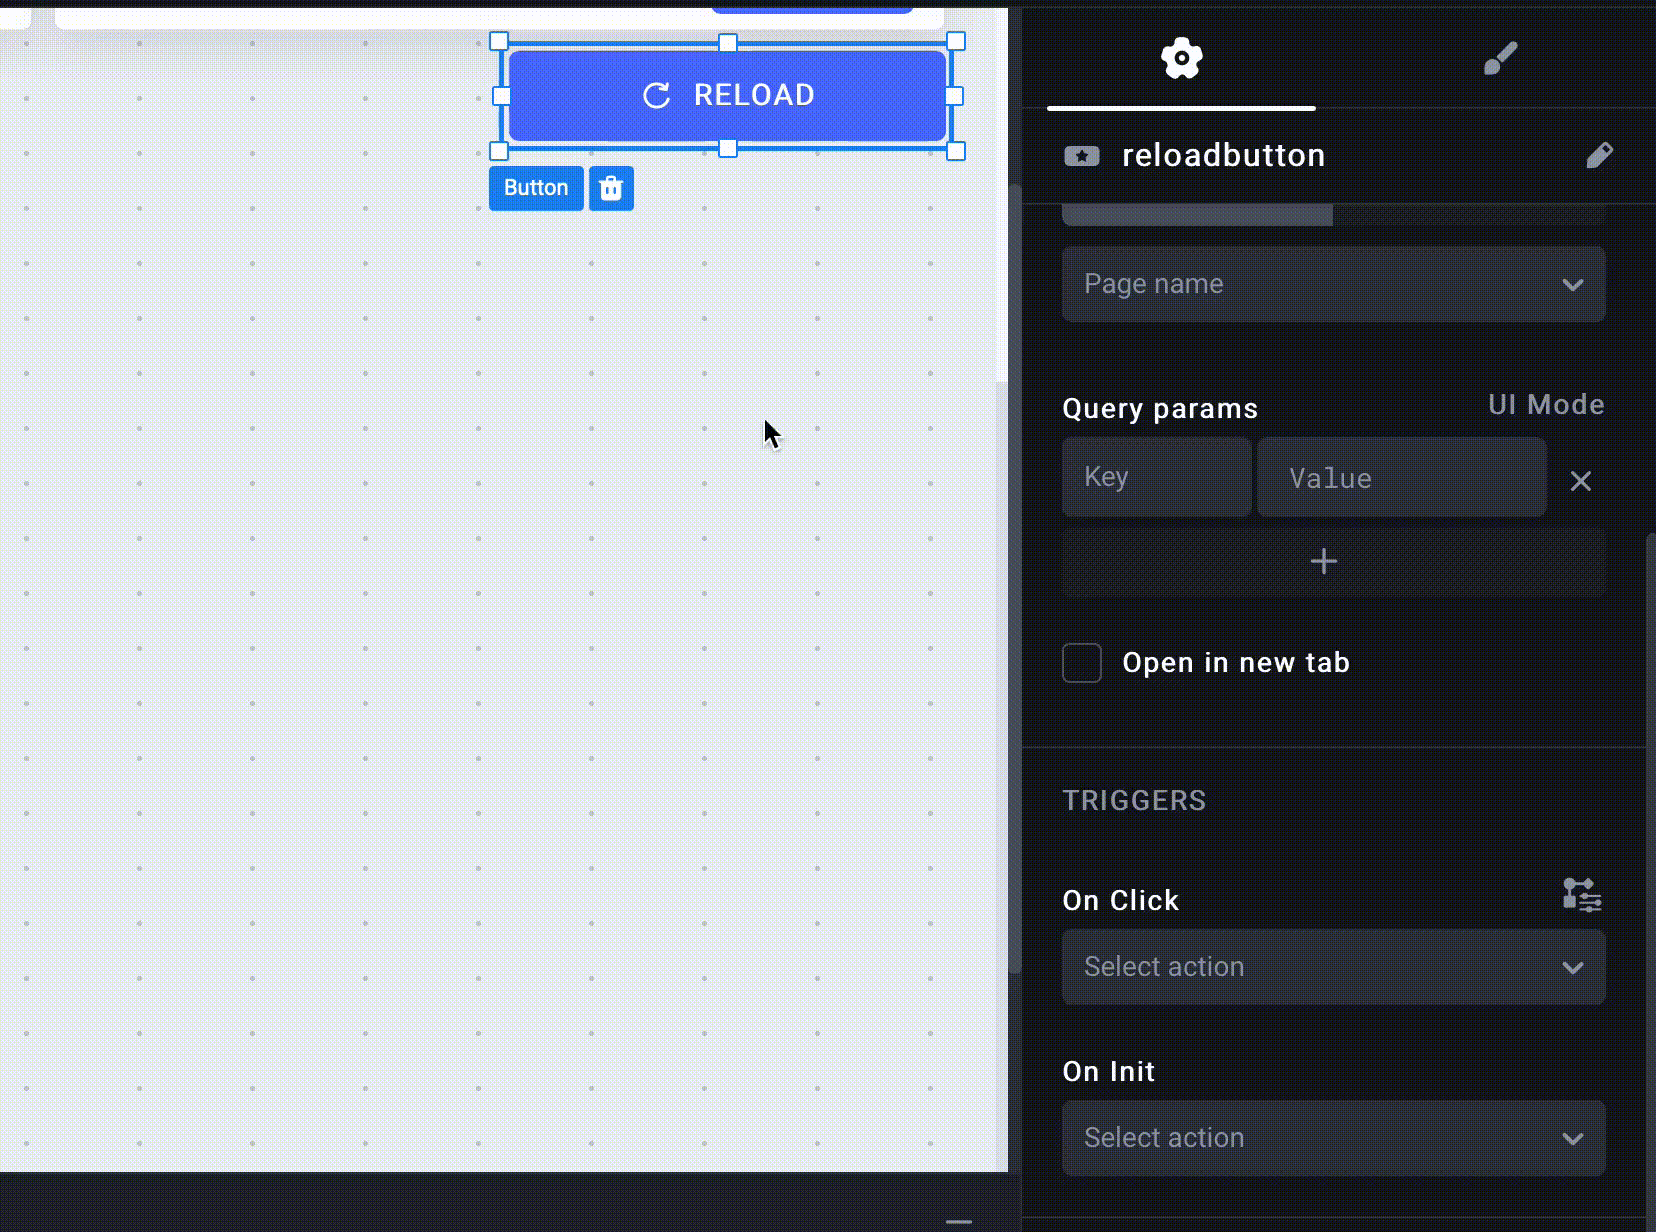 RELOAD
Button
reloadbutton
Page name
Query params
UI Mode
Key
Value
Open in new tab
TRIGGERS
On Click
Select action
On Init
Select action